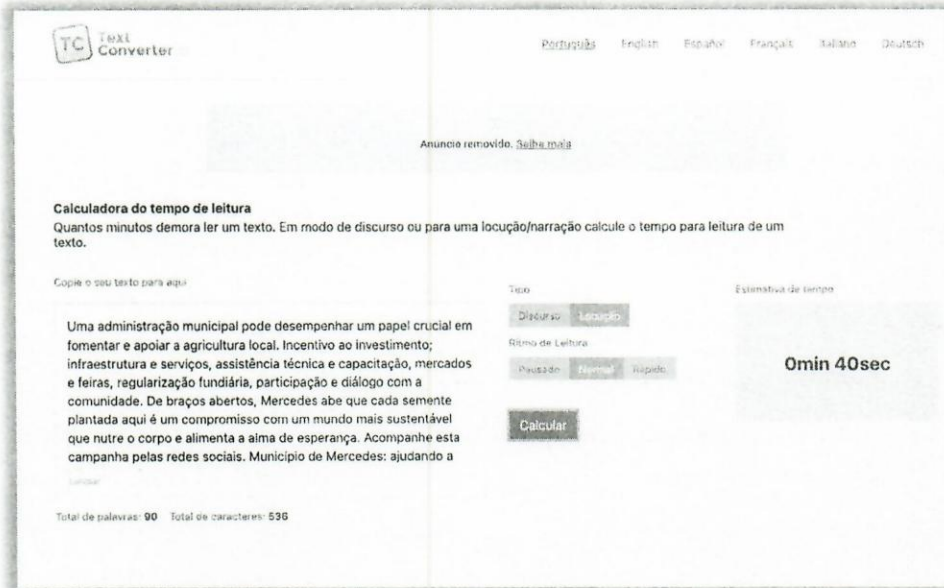 TC Text
Converter
Português English Español Français Italiano Deutsch
Anúncio removido. Saiba mais
Calculadora do tempo de leitura
Quantos minutos demora ler um texto. Em modo de discurso ou para uma locução/narração calcule o tempo para leitura de um
texto.
Copie o seu texto para aqui
Tipo
Estimativa de tempo
Discurso Locução
Uma administração municipal pode desempenhar um papel crucial em
fomentar e apoiar a agricultura local. Incentivo ao investimento;
infraestrutura e serviços, assistência técnica e capacitação, mercados
e feiras, regularização fundiária, participação e diálogo com a
comunidade. De braços abertos, Mercedes abe que cada semente
plantada aqui é um compromisso com um mundo mais sustentável
que nutre o corpo e alimenta a alma de esperança. Acompanhe esta
campanha pelas redes sociais. Município de Mercedes: ajudando a
Ritmo de Leitura
Pausado Normal Rápido
0min 40sec
Calcular
Limpar
Total de palavras: 90 Total de caracteres: 536